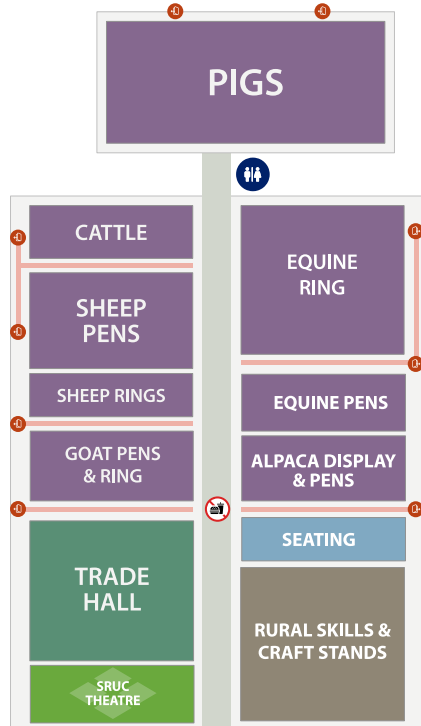 PIGS
CATTLE
SHEEP
PENS
SHEEP RINGS
GOAT PENS
& RING
TRADE
HALL
SRUC
THEATRE
EQUINE
RING
EQUINE PENS
ALPACA DISPLAY
& PENS
SEATING
RURAL SKILLS &
CRAFT STANDS